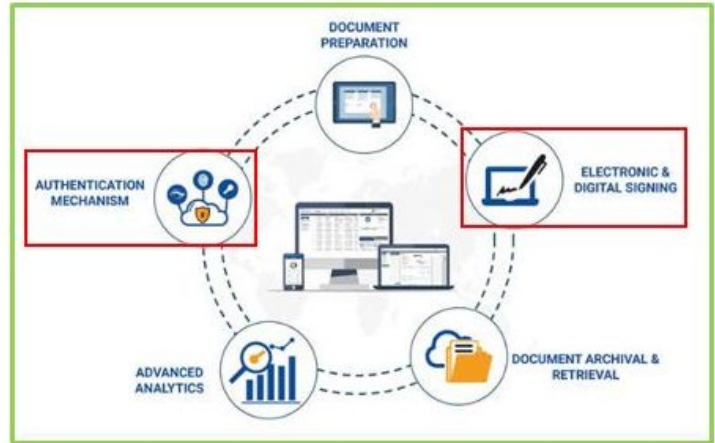 DOCUMENT
PREPARATION
AUTHENTICATION
MECHANISM
ELECTRONIC &
DIGITAL SIGNING
ADVANCED
ANALYTICS
DOCUMENT ARCHIVAL &
RETRIEVAL